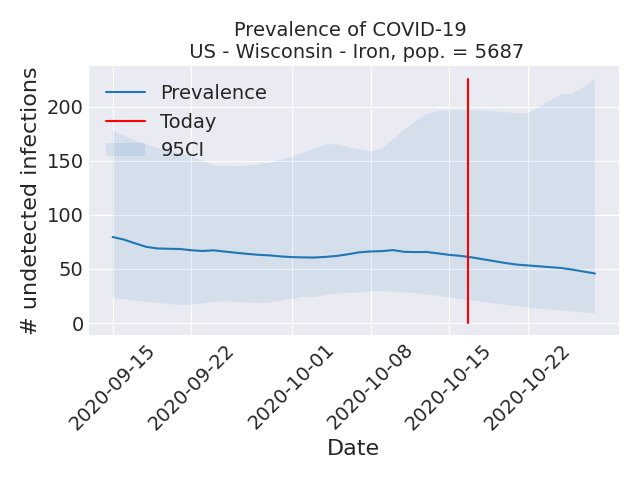 Prevalence of COVID-19
US - Wisconsin - Iron, pop. = 5687
# undetected infections
200
150
100
50
0
Prevalence
Today
95CI
2020-09-15
2020-09-22
2020-10-01
2020-10-08
2020-10-15
2020-10-22
Date